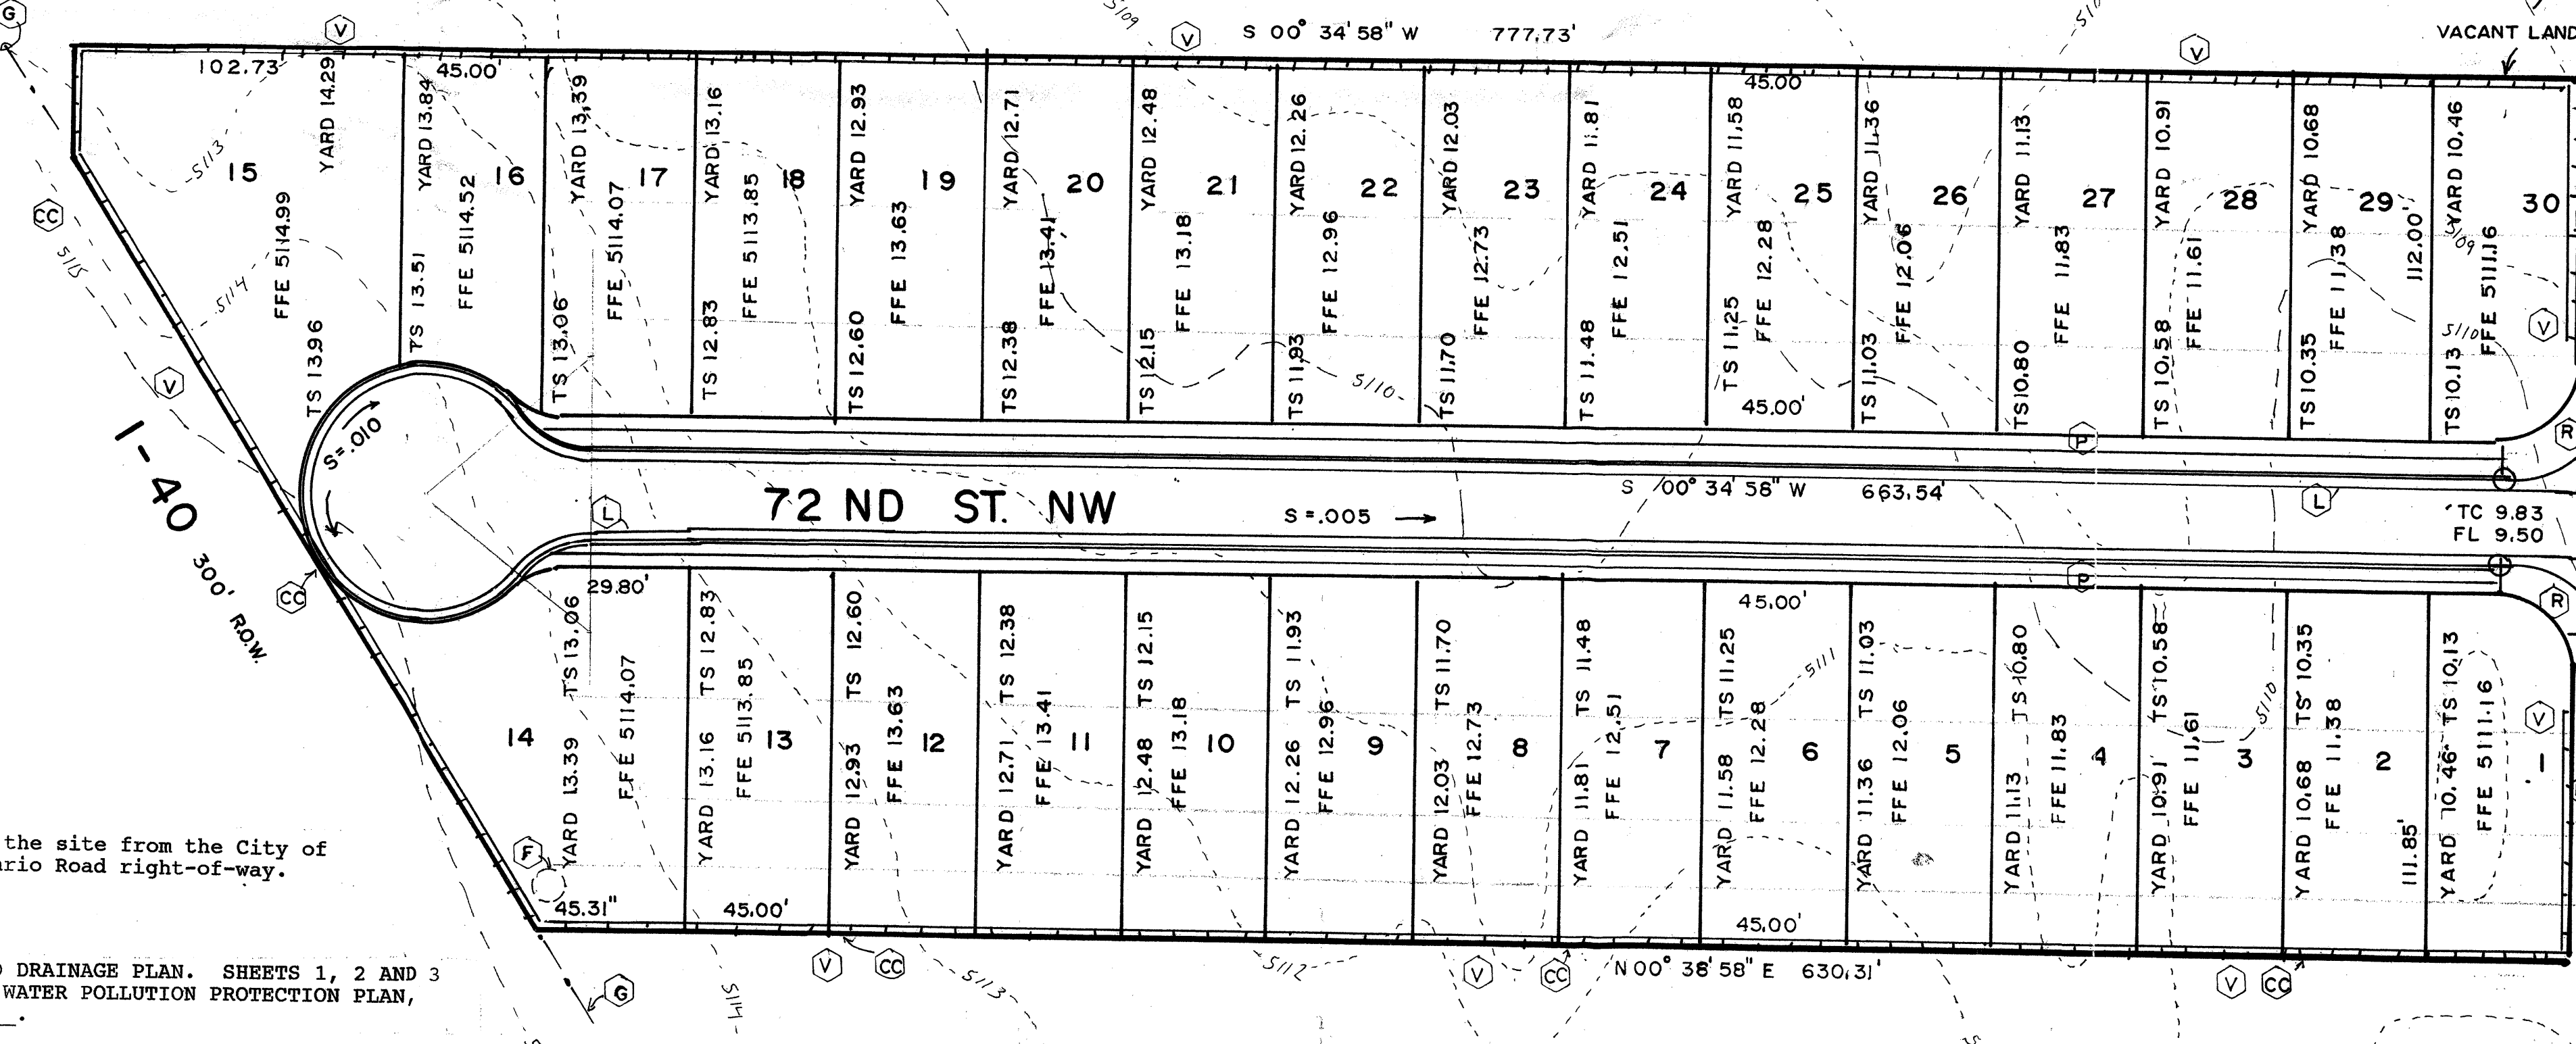 G
V
5109
V
S 00° 34' 58" W 777.73'
V
VACANT LAND
102.73'
45.00'
45.00'
15
YARD 14.29
FFE 5114.99
TS 13.96
YARD 13.84
16
FFE 5114.52
TS 13.51
YARD 13.39
17
FFE 5114.07
TS 13.06
YARD 13.16
18
FFE 5113.85
TS 12.83
YARD 12.93
19
FFE 13.63
TS 12.60
YARD 12.71
20
FFE 13.41
TS 12.38
YARD 12.48
21
FFE 13.18
TS 12.15
YARD 12.26
22
FFE 12.96
TS 11.93
YARD 12.03
23
FFE 12.73
TS 11.70
YARD 11.81
24
FFE 12.51
TS 11.48
YARD 11.58
25
FFE 12.28
TS 11.25
YARD 11.36
26
FFE 12.06
TS 11.03
YARD 11.13
27
FFE 11.83
TS 10.80
YARD 10.91
28
FFE 11.61
TS 10.58
YARD 10.68
29
FFE 11.38
TS 10.35
112.00'
YARD 10.46
30
FFE 5111.16
TS 10.13
5113
5114
5115
5110
5109
5110
CC
V
V
45.00'
I-40
300' R.O.W.
CC
S=.010
P
R
72 ND ST. NW
L
S=.005
S 00° 34' 58" W 663.54'
L
TC 9.83
FL 9.50
P
R
29.80'
45.00'
14
TS 13.06
YARD 13.39
FFE 5114.07
TS 12.83
YARD 13.16
FFE 5113.85
13
TS 12.60
YARD 12.93
FFE 13.63
12
TS 12.38
YARD 12.71
FFE 13.41
11
TS 12.15
YARD 12.48
FFE 13.18
10
TS 11.93
YARD 12.26
FFE 12.96
9
TS 11.70
YARD 12.03
FFE 12.73
8
TS 11.48
YARD 11.81
FFE 12.51
7
TS 11.25
YARD 11.58
FFE 12.28
6
TS 11.03
YARD 11.36
FFE 12.06
5
TS 10.80
YARD 11.13
FFE 11.83
4
TS 10.58
YARD 10.91
FFE 11.61
3
TS 10.35
YARD 10.68
FFE 11.38
2
111.85'
TS 10.13
YARD 10.46
FFE 5111.16
1
5111
5110
V
F
45.31"
45.00'
45.00'
the site from the City of
rio Road right-of-way.
DRAINAGE PLAN. SHEETS 1, 2 AND 3
WATER POLLUTION PROTECTION PLAN,
G
5114
V
CC
5113
5112
V
CC
N 00° 38' 58" E 630.31'
V
CC